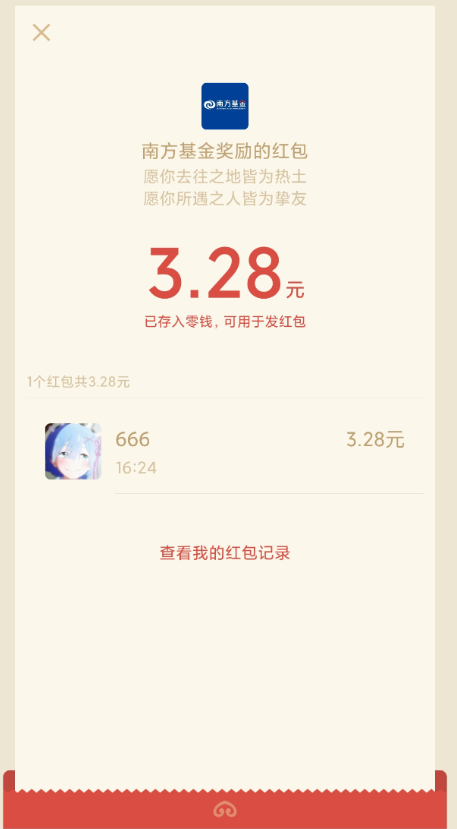 南方基金
南方基金奖励的红包
愿你去往之地皆为热土
愿你所遇之人皆为挚友
3.28元
已存入零钱，可用于发红包
1个红包共3.28元
666
3.28元
16:24
查看我的红包记录